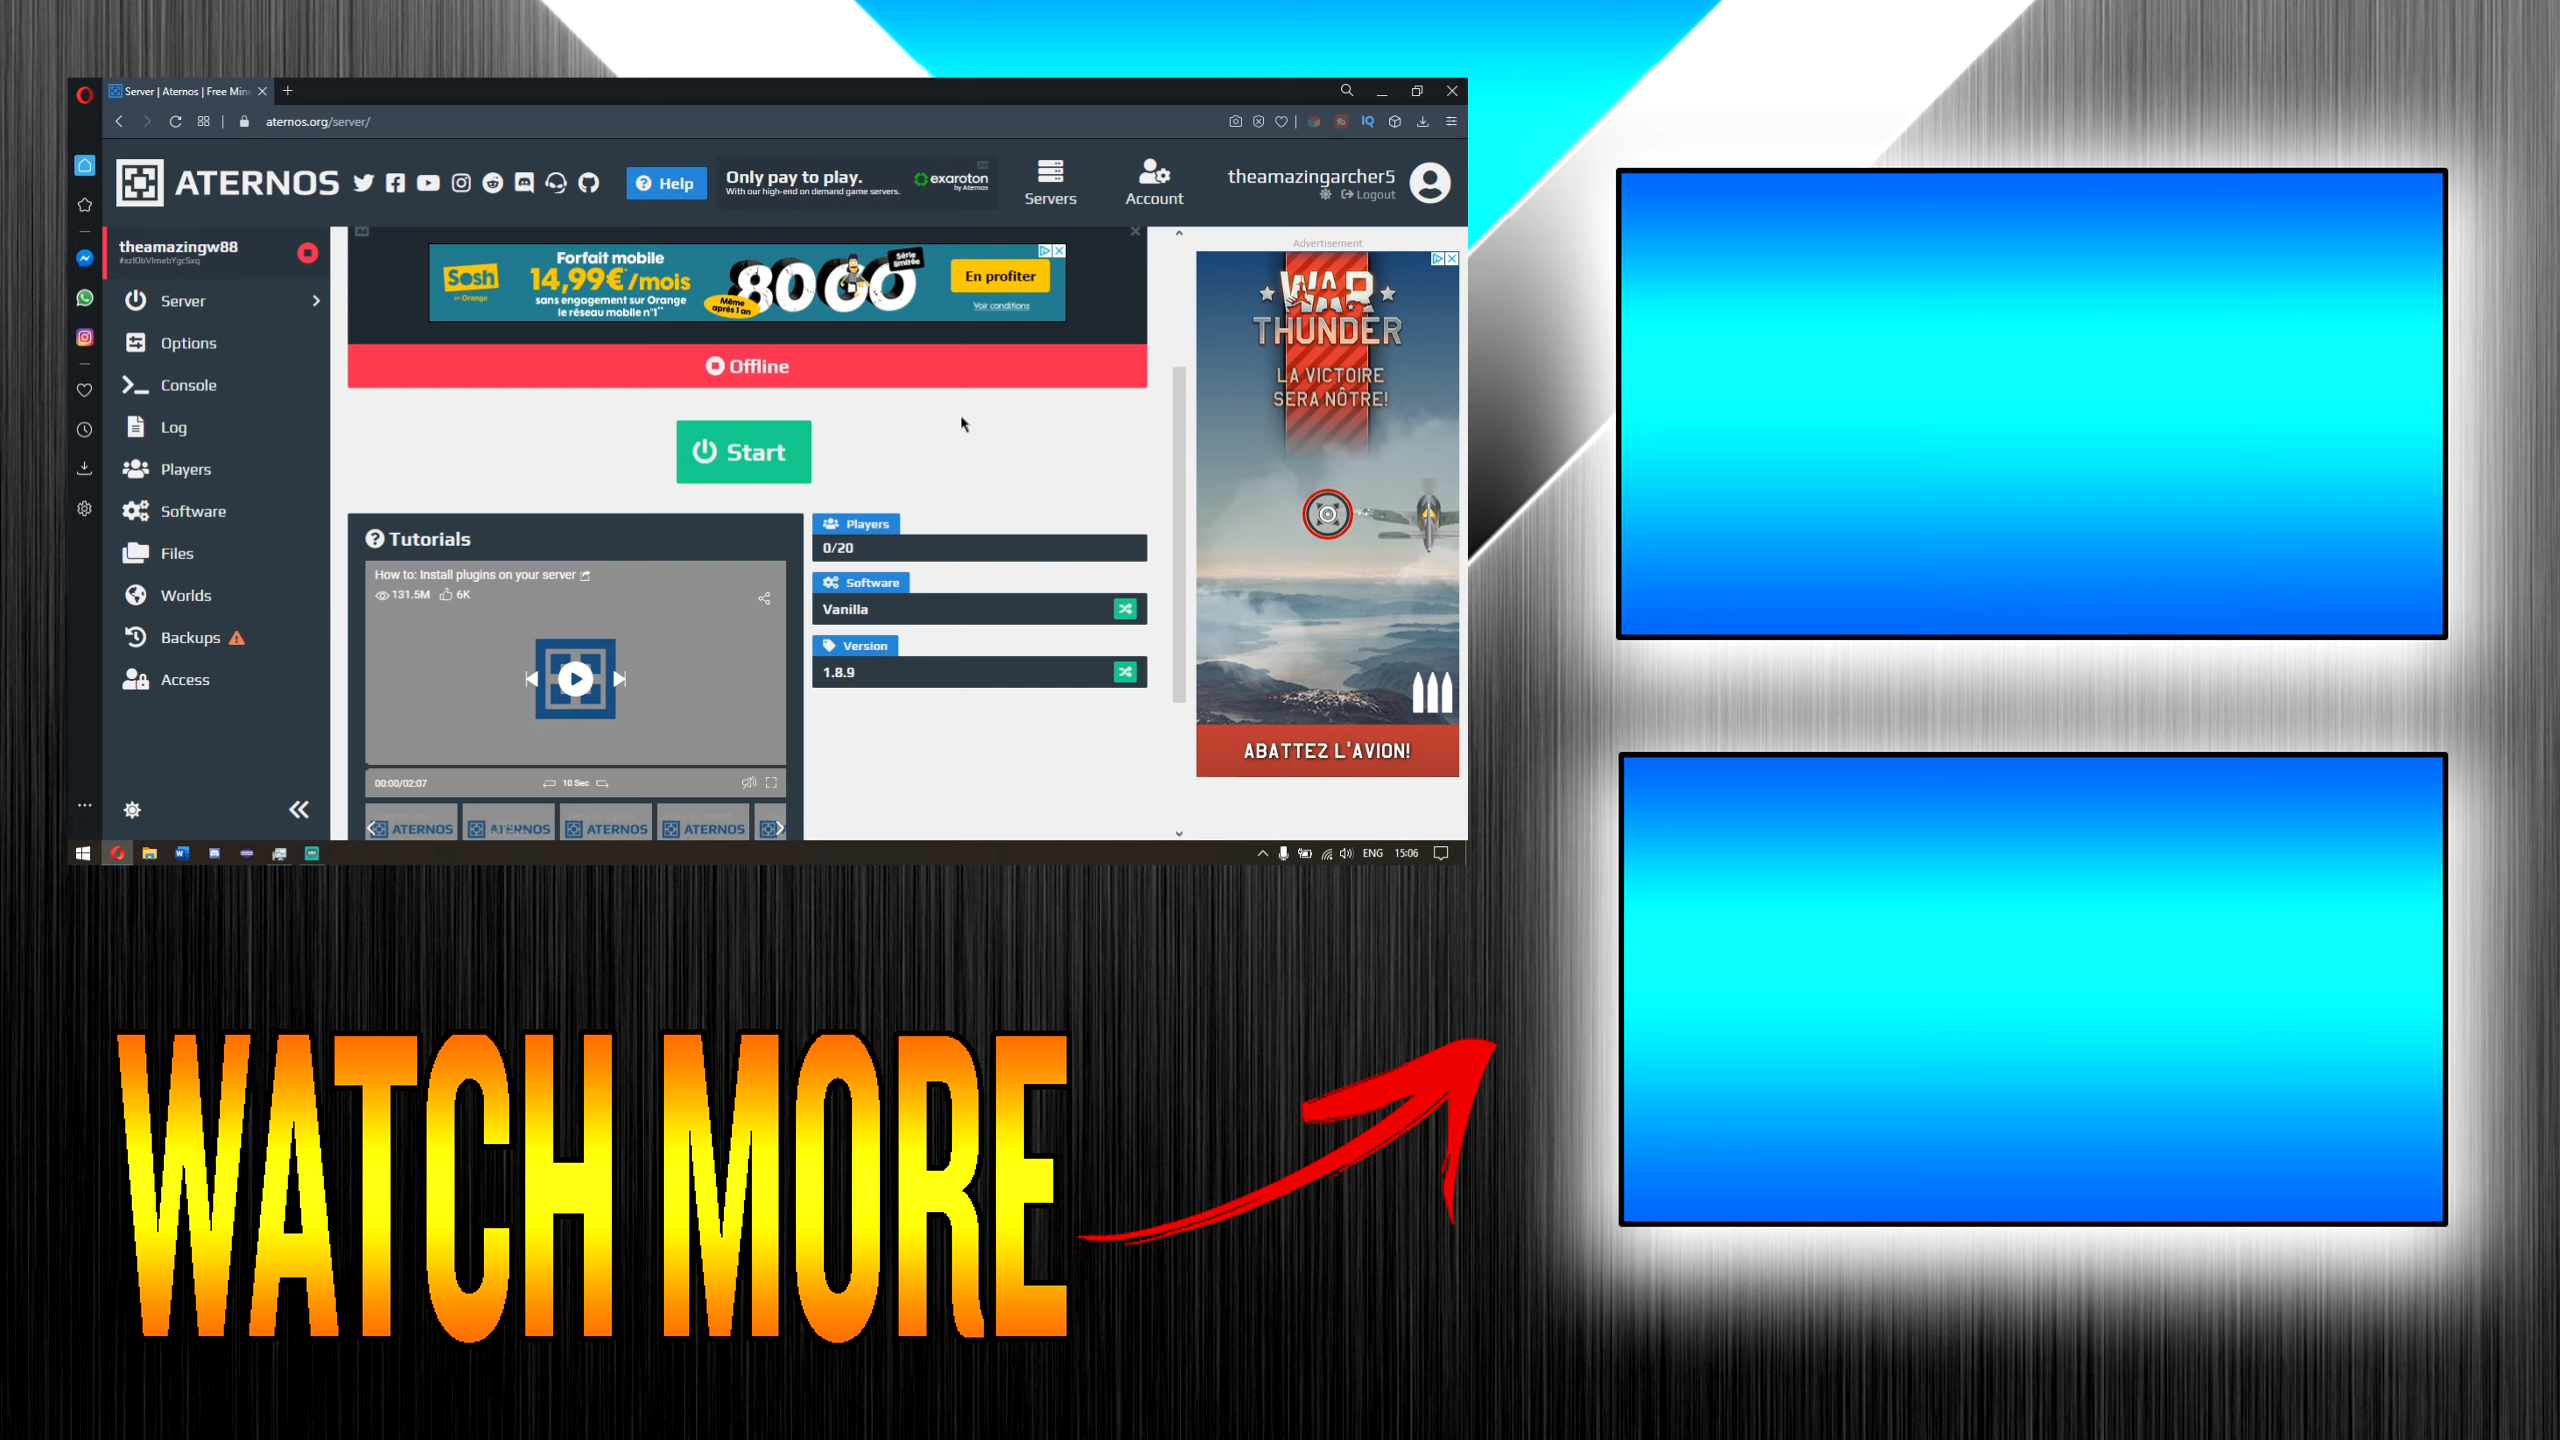 Server | Aternos | Free Min
aternos.org/server/
ATERNOS
Help
Only pay to play.
With our high-end on demand game servers.
exaroton
by Aternos
Servers
Account
theamazingarcher5
Logout
theamazingw88
Server
Options
Console
Log
Players
Software
Files
Worlds
Backups
Access
Sosh
Forfait mobile
14,99€/mois
sans engagement sur Orange
le réseau mobile n°1
80Go
Série limitée
Même après 1 an
En profiter
Voir conditions
Offline
Start
Tutorials
How to: Install plugins on your server
131.5M 6K
00:00/02:07
10 Sec
ATERNOS
ATERNOS
ATERNOS
ATERNOS
Players
0/20
Software
Vanilla
Version
1.8.9
Advertisement
WAR
THUNDER
LA VICTOIRE
SERA NÔTRE!
ABATTEZ L'AVION!
ENG 15:06
WATCH MORE